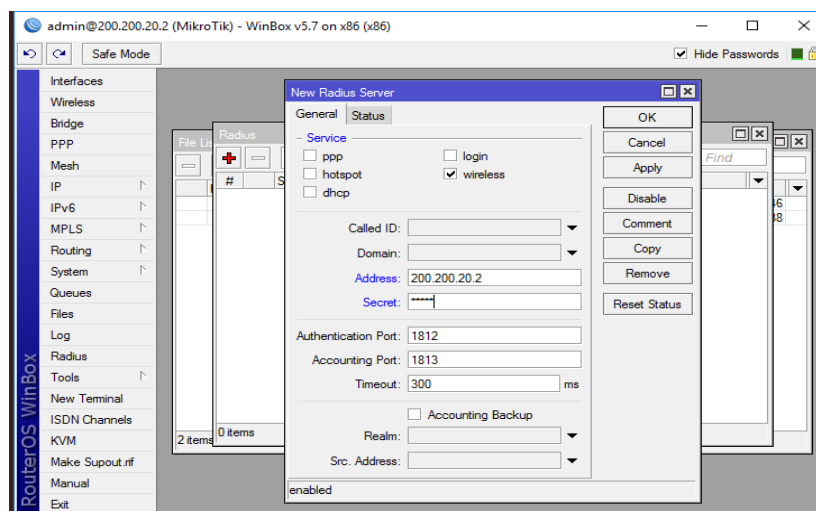 admin@200.200.20.2 (MikroTik) - WinBox v5.7 on x86 (x86)
Safe Mode
Hide Passwords
RouterOS WinBox
Interfaces
Wireless
Bridge
PPP
Mesh
IP
IPv6
MPLS
Routing
System
Queues
Files
Log
Radius
Tools
New Terminal
ISDN Channels
KVM
Make Supout.rif
Manual
Exit
2 items
Radius
#
Find
0 items
New Radius Server
General Status
Service
ppp login
hotspot wireless
dhcp
Called ID:
Domain:
Address: 200.200.20.2
Secret: *****
Authentication Port: 1812
Accounting Port: 1813
Timeout: 300 ms
Accounting Backup
Realm:
Src. Address:
enabled
OK
Cancel
Apply
Disable
Comment
Copy
Remove
Reset Status